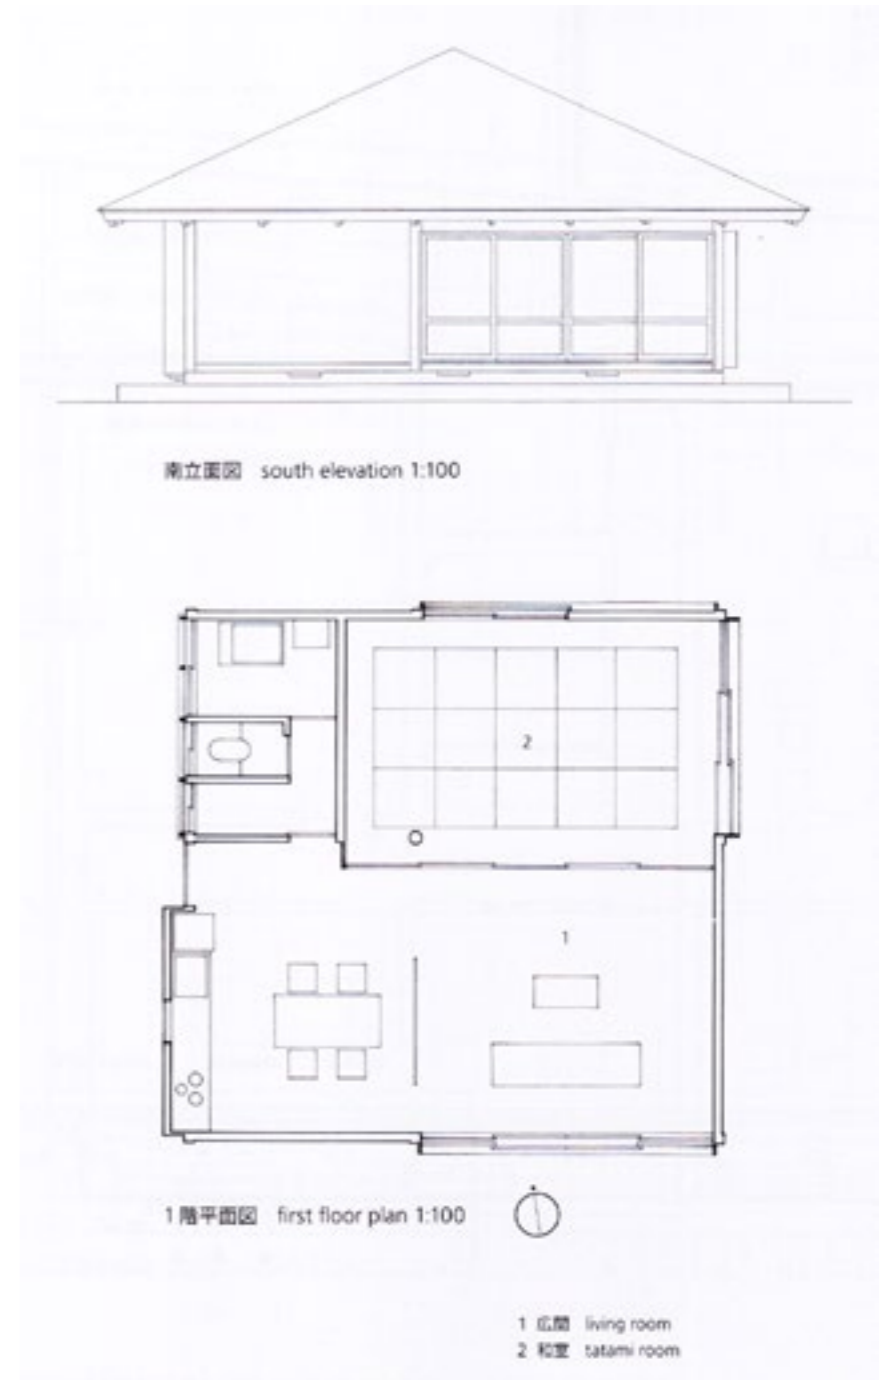 南立面図 south elevation 1:100
2
1
1階平面図 first floor plan 1:100
1 広間 living room
2 和室 tatami room